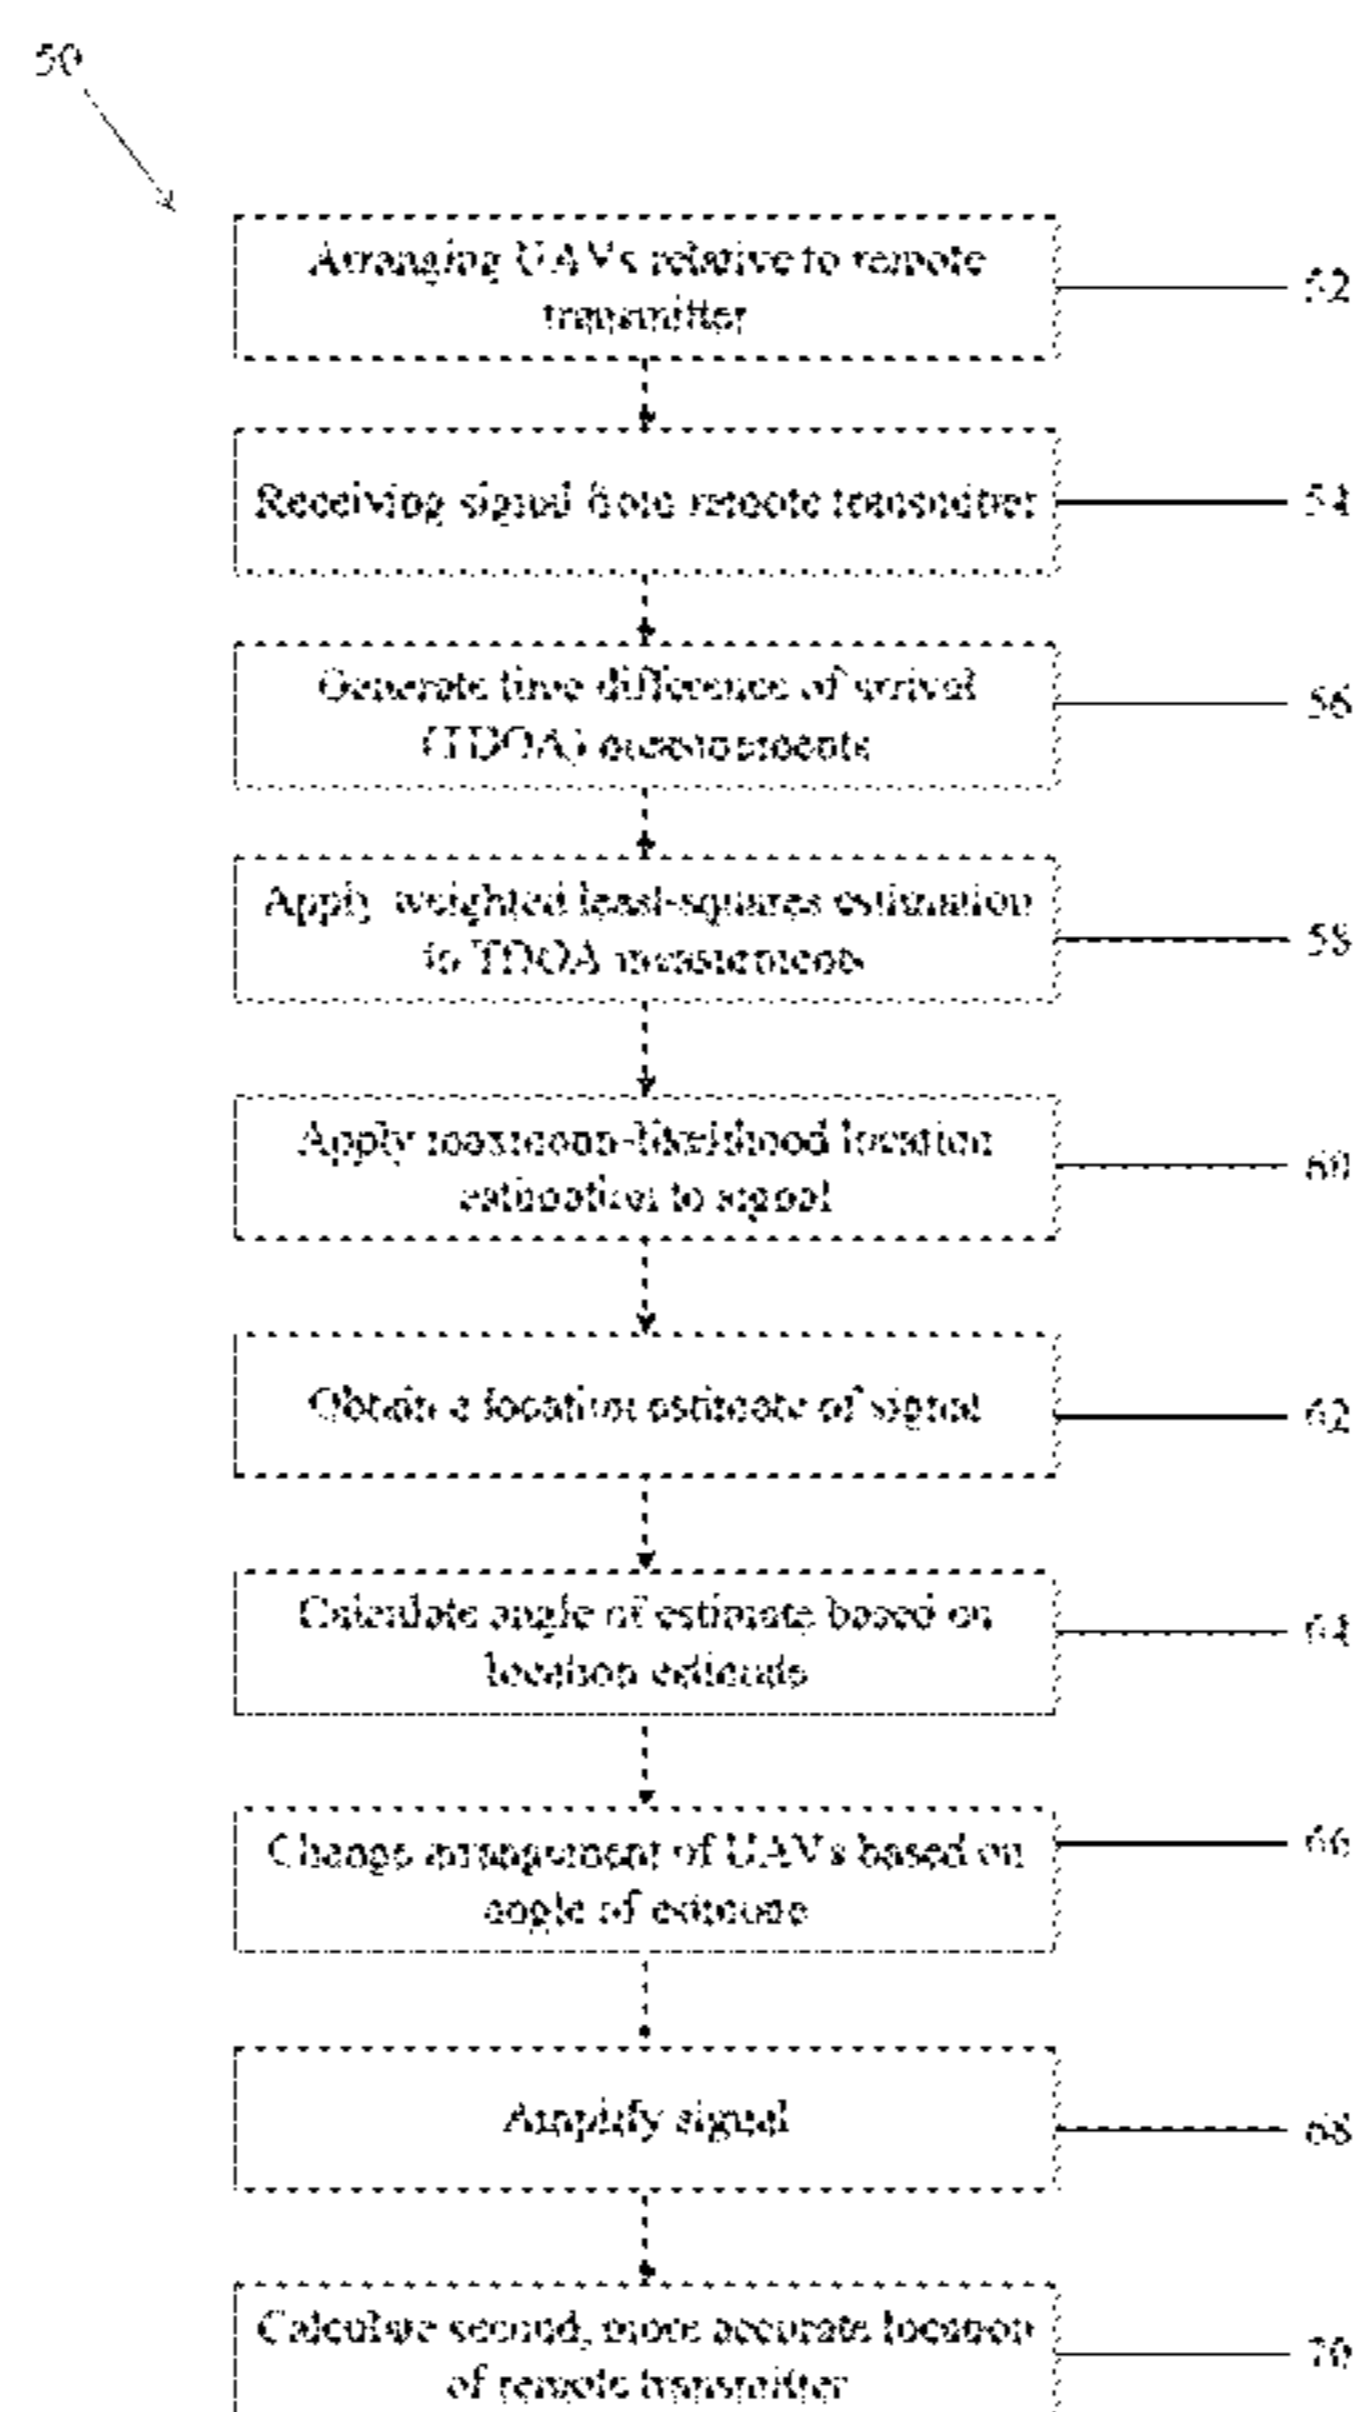 50
Arranging UAVs relative to remote
transmitter
52
Receiving signal from remote transmitter
54
Generate time difference of arrival
(TDOA) measurements
56
Apply weighted least-squares estimation
to TDOA measurements
58
Apply maximum-likelihood location
estimation to signal
60
Obtain a location estimate of signal
62
Calculate angle of estimate based on
location estimate
64
Change arrangement of UAVs based on
angle of estimate
66
Amplify signal
68
Calculate second, more accurate location
of remote transmitter
70